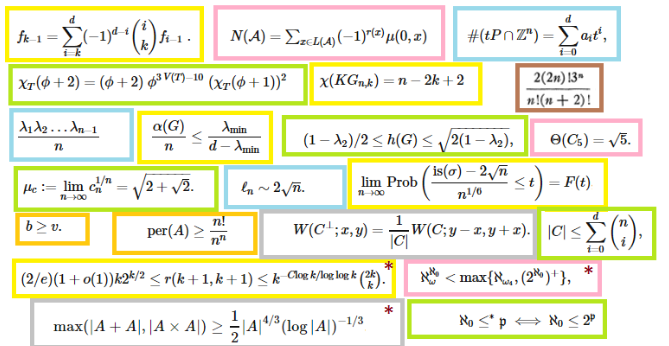 f_{k-1} = \sum_{i=k}^{d} (-1)^{d-i} \binom{i}{k} f_{i-1} .
N(\mathcal{A}) = \sum_{x \in L(\mathcal{A})} (-1)^{r(x)} \mu(0, x)
\#(tP \cap \mathbb{Z}^n) = \sum_{i=0}^{d} a_i t^i,
\chi_T(\phi + 2) = (\phi + 2) \phi^{3V(T)-10} (\chi_T(\phi + 1))^2
\chi(KG_{n,k}) = n - 2k + 2
\frac{2(2n)!3^n}{n!(n+2)!}
\frac{\lambda_1 \lambda_2 \ldots \lambda_{n-1}}{n}
\frac{\alpha(G)}{n} \leq \frac{\lambda_{\min}}{d - \lambda_{\min}}
(1 - \lambda_2)/2 \leq h(G) \leq \sqrt{2(1 - \lambda_2)},
\Theta(C_5) = \sqrt{5}.
\mu_c := \lim_{n \to \infty} c_n^{1/n} = \sqrt{2 + \sqrt{2}}.
\ell_n \sim 2\sqrt{n}.
\lim_{n \to \infty} \text{Prob} \left( \frac{\text{is}(\sigma) - 2\sqrt{n}}{n^{1/6}} \leq t \right) = F(t)
b \geq v.
\text{per}(A) \geq \frac{n!}{n^n}
W(C^{\perp}; x, y) = \frac{1}{|C|} W(C; y - x, y + x).
|C| \leq \sum_{i=0}^{d} \binom{n}{i},
(2/e)(1 + o(1))k2^{k/2} \leq r(k + 1, k + 1) \leq k^{-C \log k / \log \log k} \binom{2k}{k}. *
\aleph_{\omega}^{\aleph_0} < \max\{\aleph_{\omega_4}, (2^{\aleph_0})^+\}, *
\max(|A + A|, |A \times A|) \geq \frac{1}{2} |A|^{4/3} (\log |A|)^{-1/3} *
\aleph_0 \leq^* \mathfrak{p} \iff \aleph_0 \leq 2^{\mathfrak{p}}